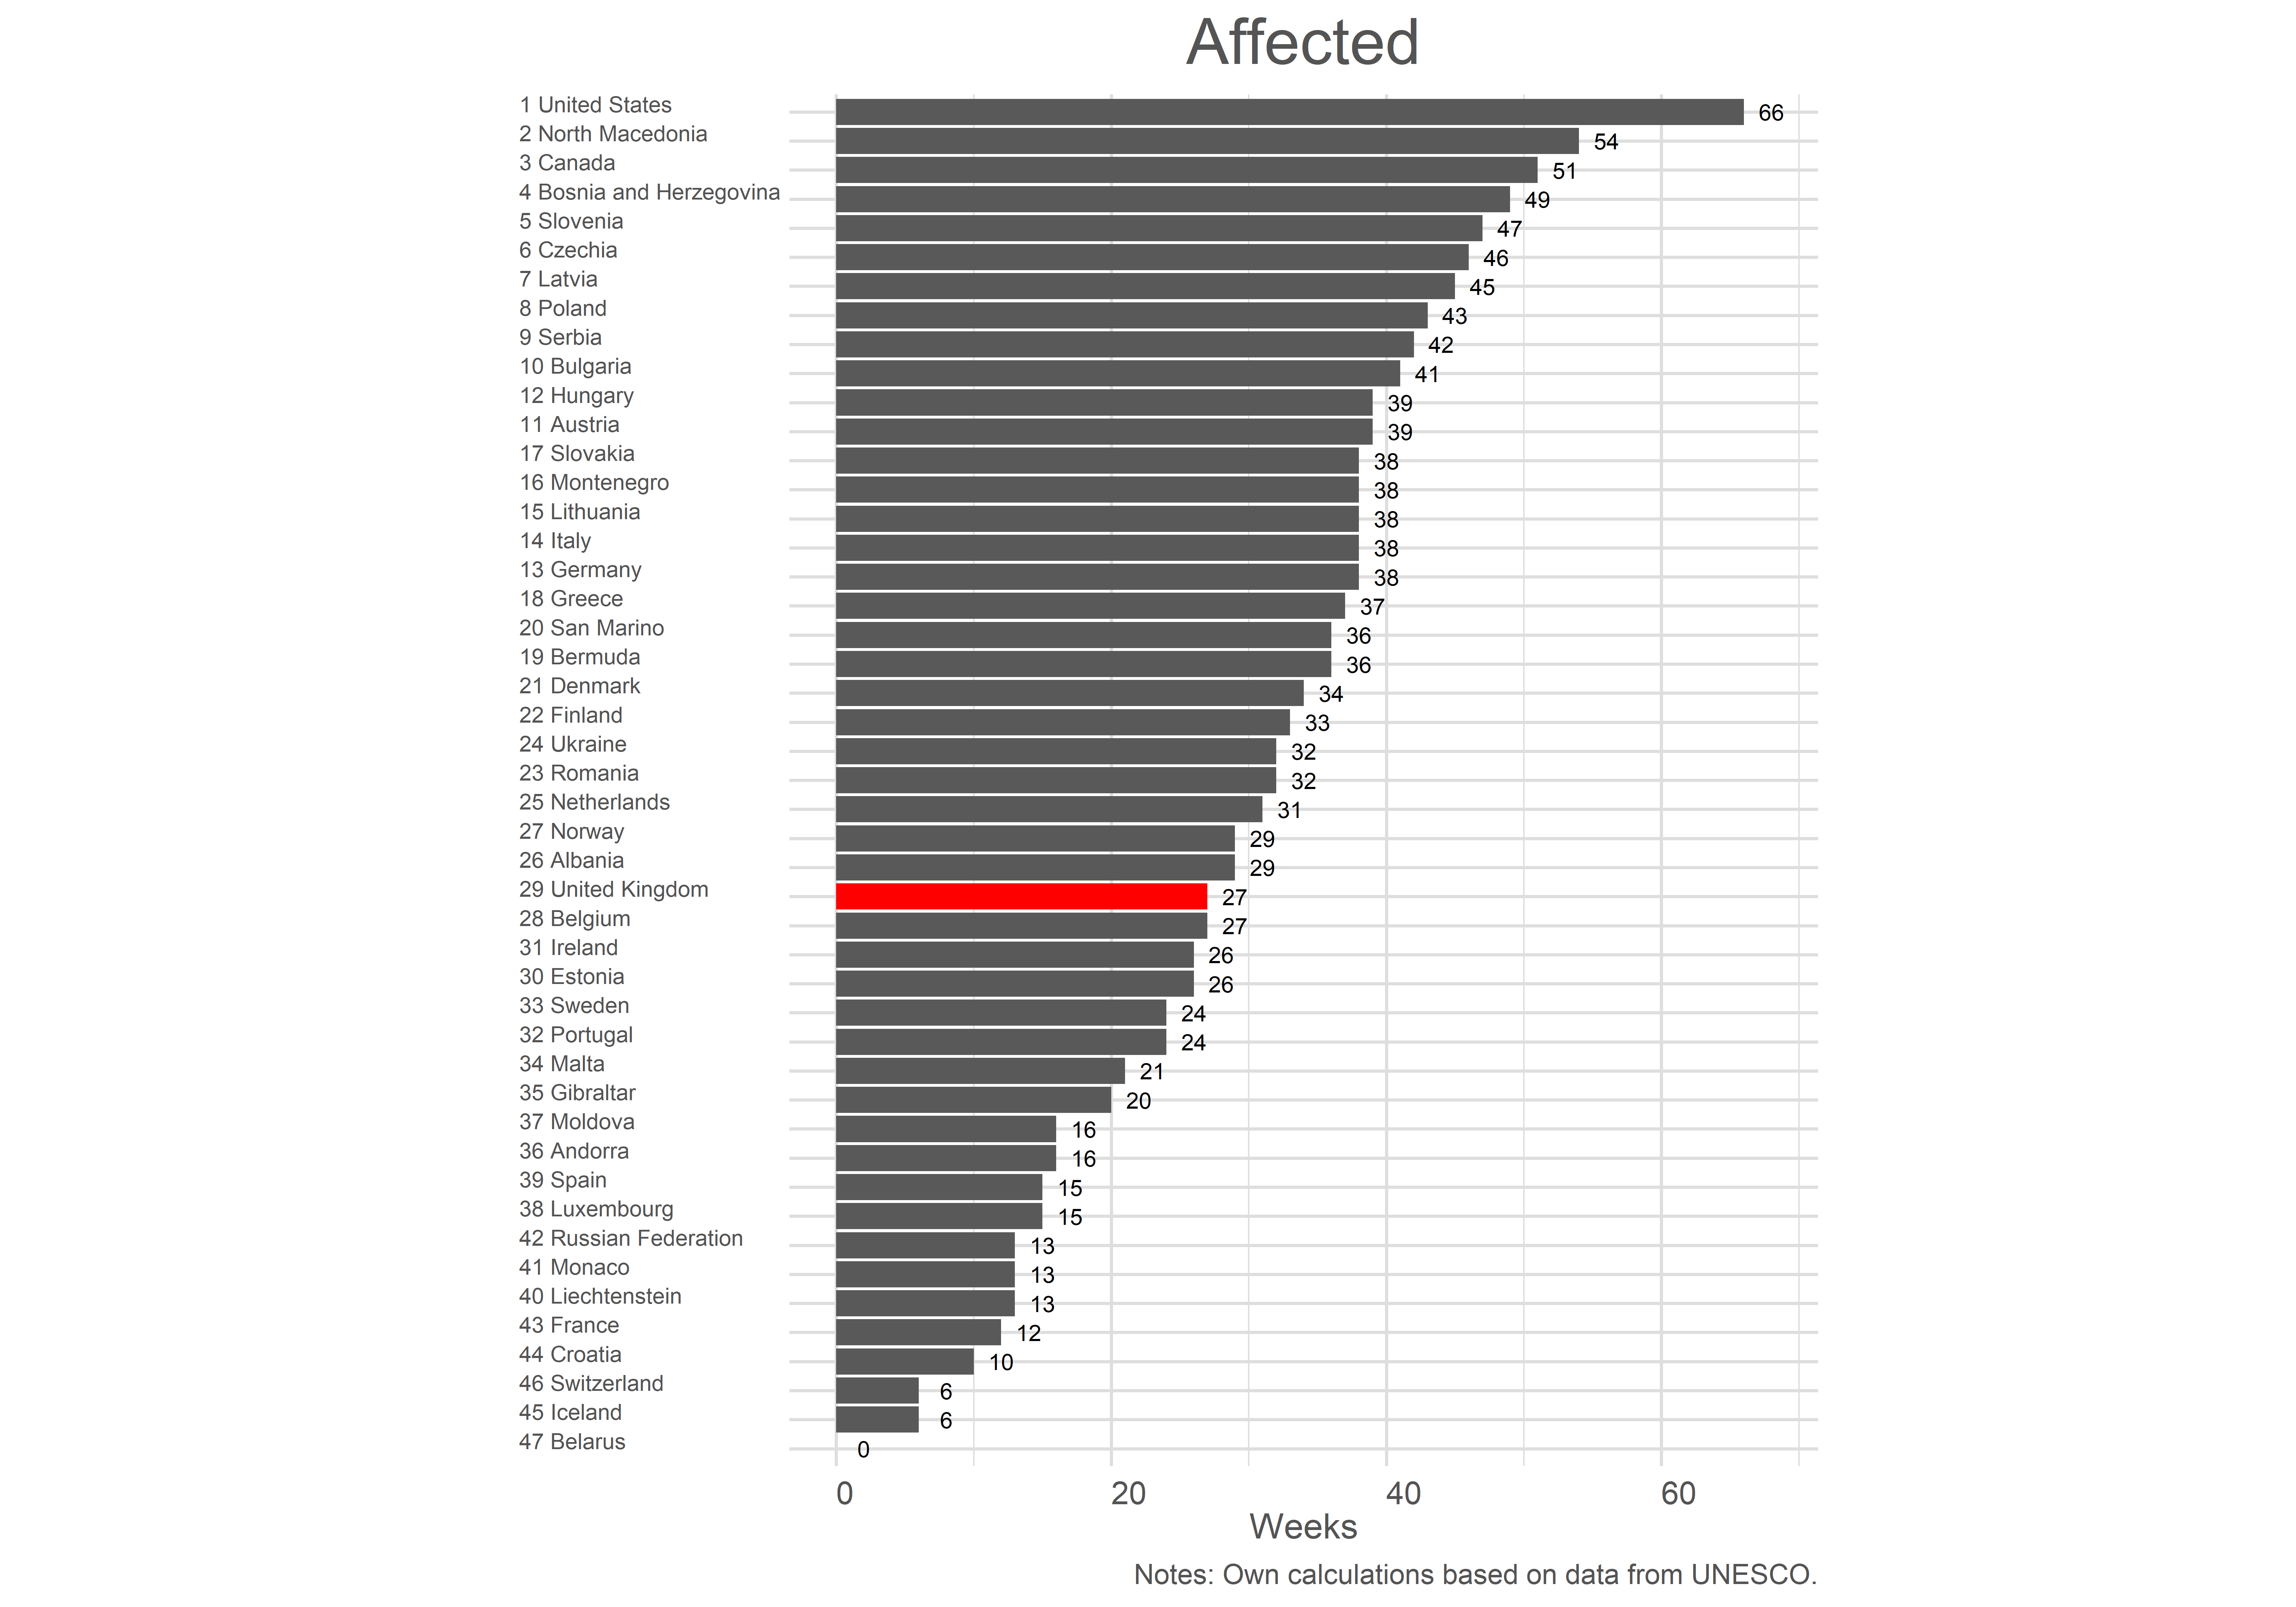 Affected
1 United States 66
2 North Macedonia 54
3 Canada 51
4 Bosnia and Herzegovina 49
5 Slovenia 47
6 Czechia 46
7 Latvia 45
8 Poland 43
9 Serbia 42
10 Bulgaria 41
12 Hungary 39
11 Austria 39
17 Slovakia 38
16 Montenegro 38
15 Lithuania 38
14 Italy 38
13 Germany 38
18 Greece 37
20 San Marino 36
19 Bermuda 36
21 Denmark 34
22 Finland 33
24 Ukraine 32
23 Romania 32
25 Netherlands 31
27 Norway 29
26 Albania 29
29 United Kingdom 27
28 Belgium 27
31 Ireland 26
30 Estonia 26
33 Sweden 24
32 Portugal 24
34 Malta 21
35 Gibraltar 20
37 Moldova 16
36 Andorra 16
39 Spain 15
38 Luxembourg 15
42 Russian Federation 13
41 Monaco 13
40 Liechtenstein 13
43 France 12
44 Croatia 10
46 Switzerland 6
45 Iceland 6
47 Belarus 0
0 20 40 60
Weeks
Notes: Own calculations based on data from UNESCO.